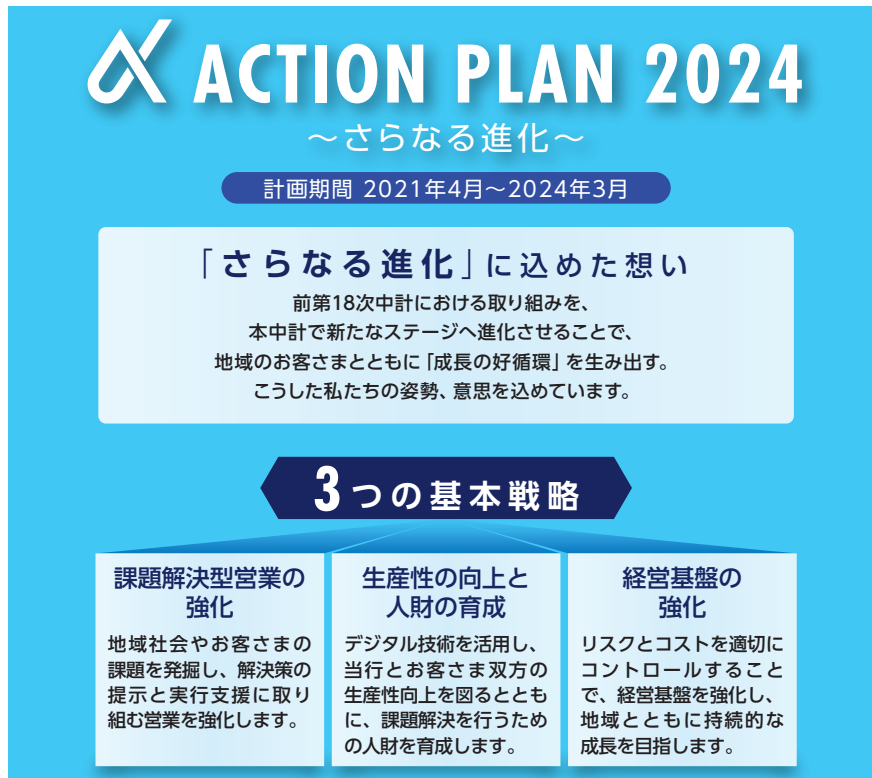 ACTION PLAN 2024
～さらなる進化～
計画期間 2021年4月～2024年3月
「さらなる進化」に込めた想い
前第18次中計における取り組みを、
本中計で新たなステージへ進化させることで、
地域のお客さまとともに「成長の好循環」を生み出す。
こうした私たちの姿勢、意思を込めています。
3つの基本戦略
課題解決型営業の
強化
地域社会やお客さまの
課題を発掘し、解決策の
提示と実行支援に取り
組む営業を強化します。
生産性の向上と
人財の育成
デジタル技術を活用し、
当行とお客さま双方の
生産性向上を図るととも
に、課題解決を行うため
の人財を育成します。
経営基盤の
強化
リスクとコストを適切に
コントロールすること
で、経営基盤を強化し、
地域とともに持続的な
成長を目指します。